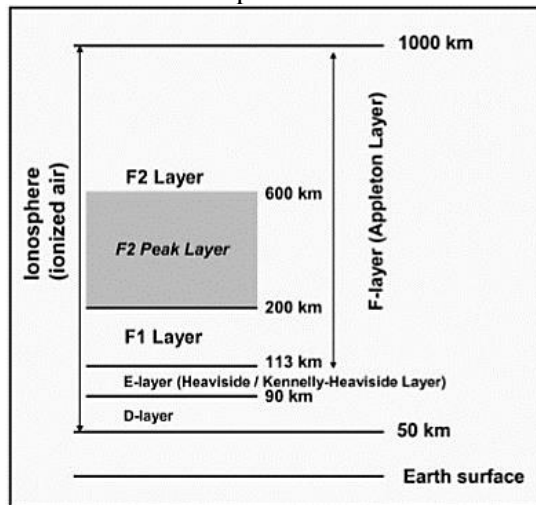 1000 km
Ionosphere
(ionized air)
F-layer (Appleton Layer)
F2 Layer
600 km
F2 Peak Layer
200 km
F1 Layer
113 km
E-layer (Heaviside / Kennelly-Heaviside Layer)
90 km
D-layer
50 km
Earth surface